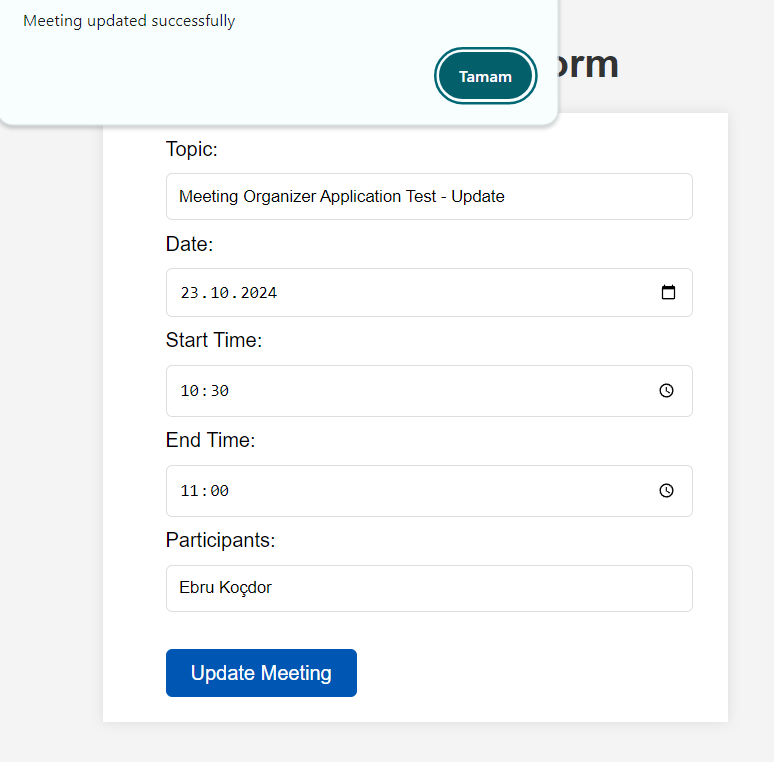 Meeting updated successfully
Tamam
Topic:
Meeting Organizer Application Test - Update
Date:
23.10.2024
Start Time:
10:30
End Time:
11:00
Participants:
Ebru Koçdor
Update Meeting